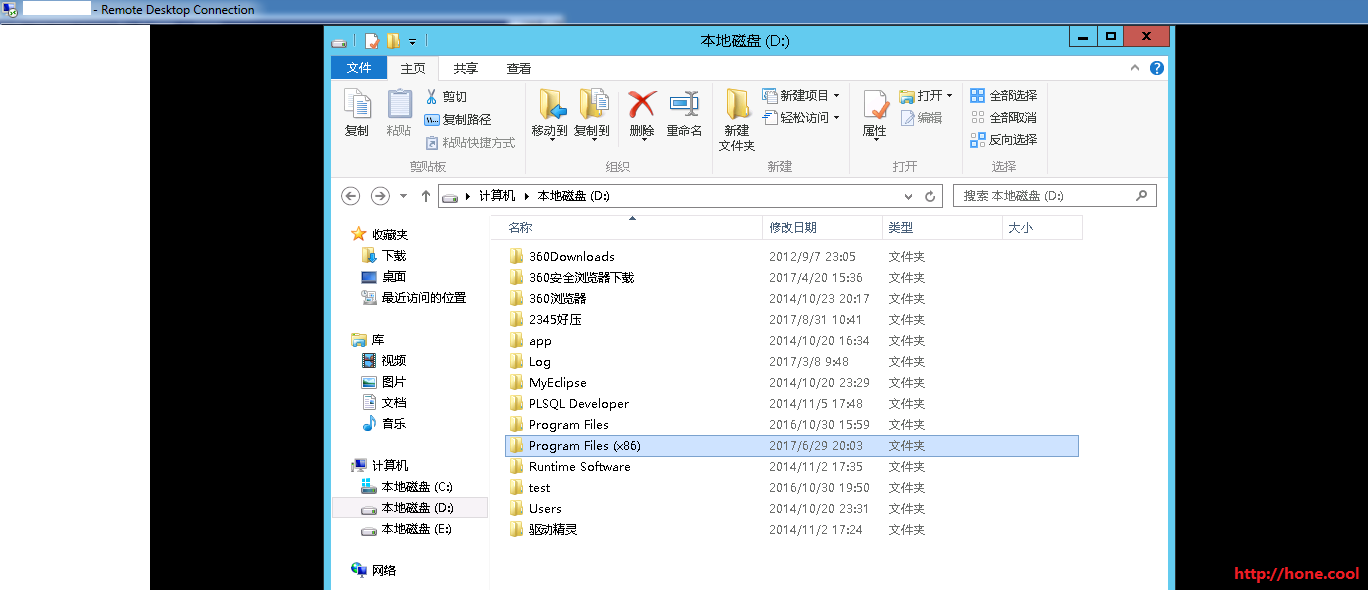 - Remote Desktop Connection
本地磁盘 (D:)
文件 主页 共享 查看
复制 粘贴 剪切 复制路径 粘贴快捷方式 剪贴板
移动到 复制到 删除 重命名 组织
新建文件夹 新建项目 轻松访问 新建
属性 打开 编辑 打开
全部选择 全部取消 反向选择 选择
计算机 本地磁盘 (D:) 搜索 本地磁盘 (D:)
收藏夹
下载
桌面
最近访问的位置
库
视频
图片
文档
音乐
计算机
本地磁盘 (C:)
本地磁盘 (D:)
本地磁盘 (E:)
网络
名称 修改日期 类型 大小
360Downloads 2012/9/7 23:05 文件夹
360安全浏览器下载 2017/4/20 15:36 文件夹
360浏览器 2014/10/23 20:17 文件夹
2345好压 2017/8/31 10:41 文件夹
app 2014/10/20 16:34 文件夹
Log 2017/3/8 9:48 文件夹
MyEclipse 2014/10/20 23:29 文件夹
PLSQL Developer 2014/11/5 17:48 文件夹
Program Files 2016/10/30 15:59 文件夹
Program Files (x86) 2017/6/29 20:03 文件夹
Runtime Software 2014/11/2 17:35 文件夹
test 2016/10/30 19:50 文件夹
Users 2014/10/20 23:31 文件夹
驱动精灵 2014/11/2 17:24 文件夹
http://hone.cool